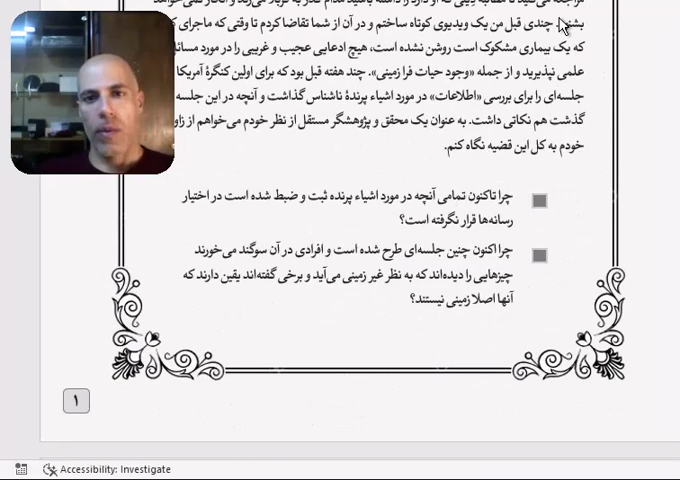 بشنود. چندی قبل من یک ویدیوی کوتاه ساختم و در آن از شما تقاضا کردم تا وقتی که ماجرای
که یک بیماری مشکوک است روشن نشده است، هیچ ادعایی عجیب و غریبی را در مورد
علمی نپذیرید و از جمله «وجود حیات فرا زمینی». چند هفته قبل بود که برای اولین کنگرهٔ آمریکا
جلسه‌ای را برای بررسی «اطلاعات» در مورد اشیاء پرندهٔ ناشناس گذاشت و آنچه در این جلسه
گذشت هم نکاتی داشت. به عنوان یک محقق و پژوهشگر مستقل از نظر خودم می‌خواهم از
خودم به کل این قضیه نگاه کنم.
چرا تاکنون تمامی آنچه در مورد اشیاء پرنده ثبت و ضبط شده است در اختیار
رسانه‌ها قرار نگرفته است؟
چرا اکنون چنین جلسه‌ای طرح شده است و افرادی در آن سوگند می‌خورند
چیزهایی را دیده‌اند که به نظر غیر زمینی می‌آید و برخی گفته‌اند یقین دارند که
آنها اصلا زمینی نیستند؟
۱
Accessibility: Investigate